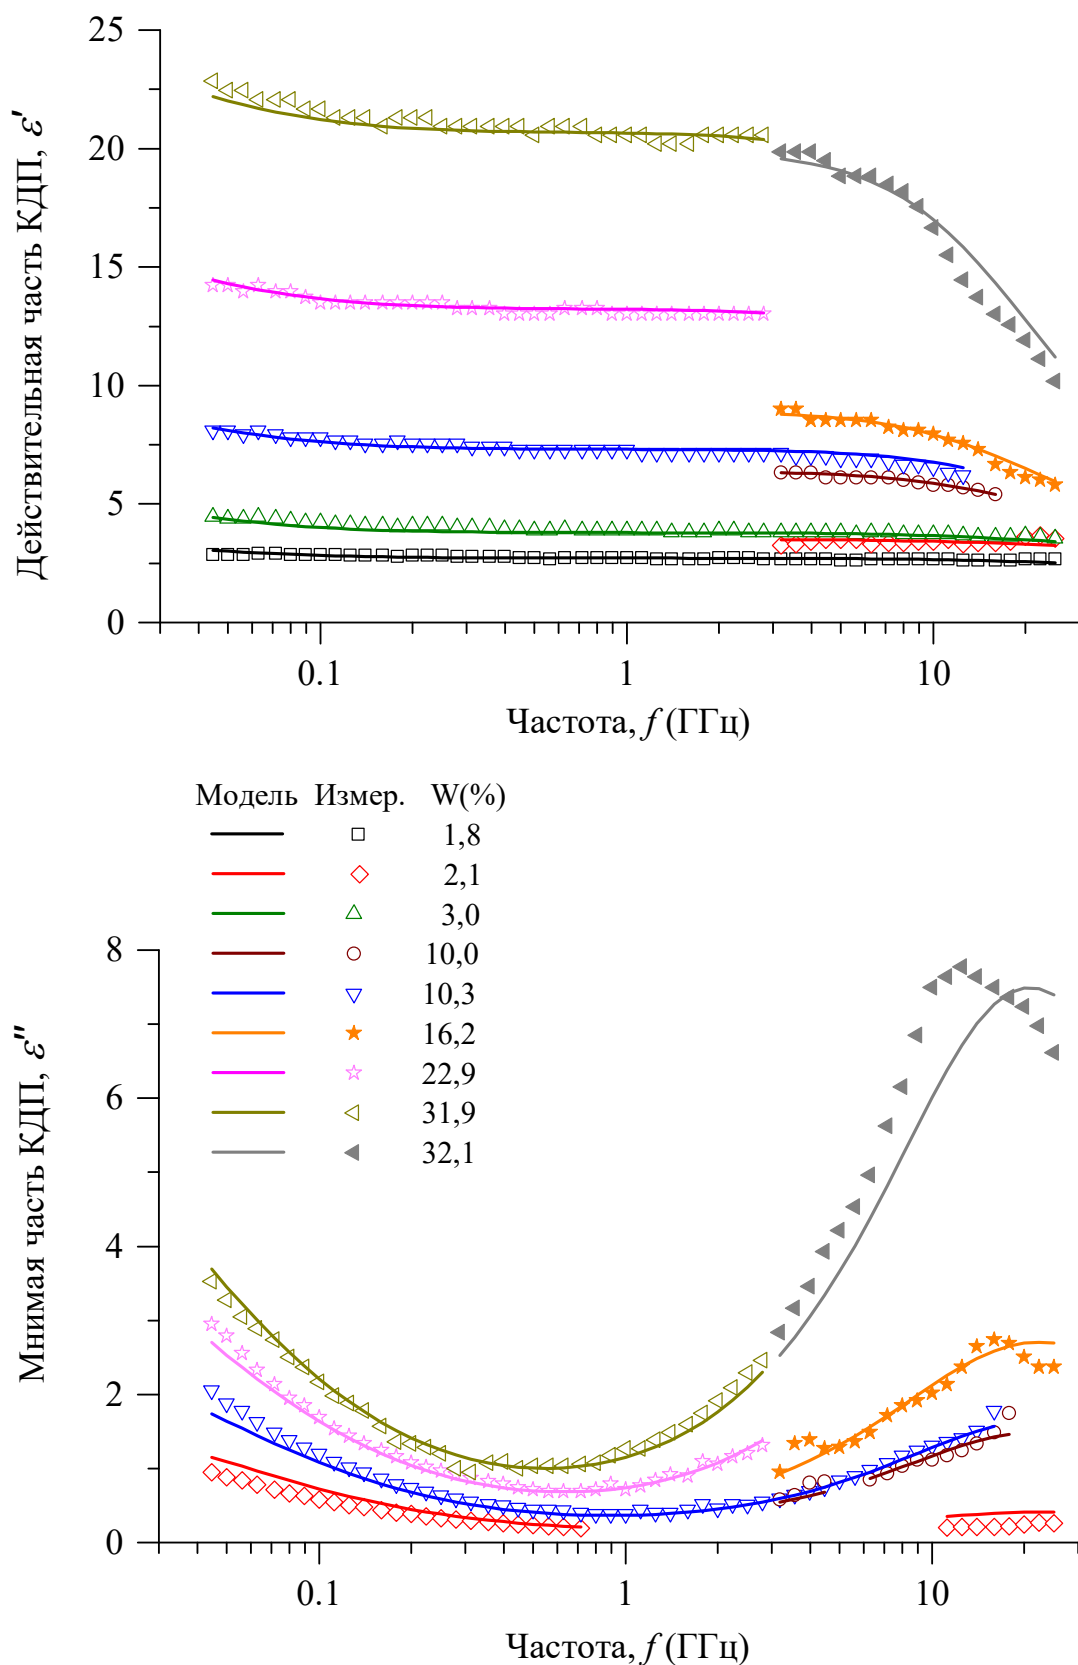 25
20
15
10
5
0
Действительная часть КДП, ε'
0.1 1 10
Частота, f (ГГц)
Модель Измер. W(%)
1,8
2,1
3,0
10,0
10,3
16,2
22,9
31,9
32,1
8
6
4
2
0
Мнимая часть КДП, ε"
0.1 1 10
Частота, f (ГГц)